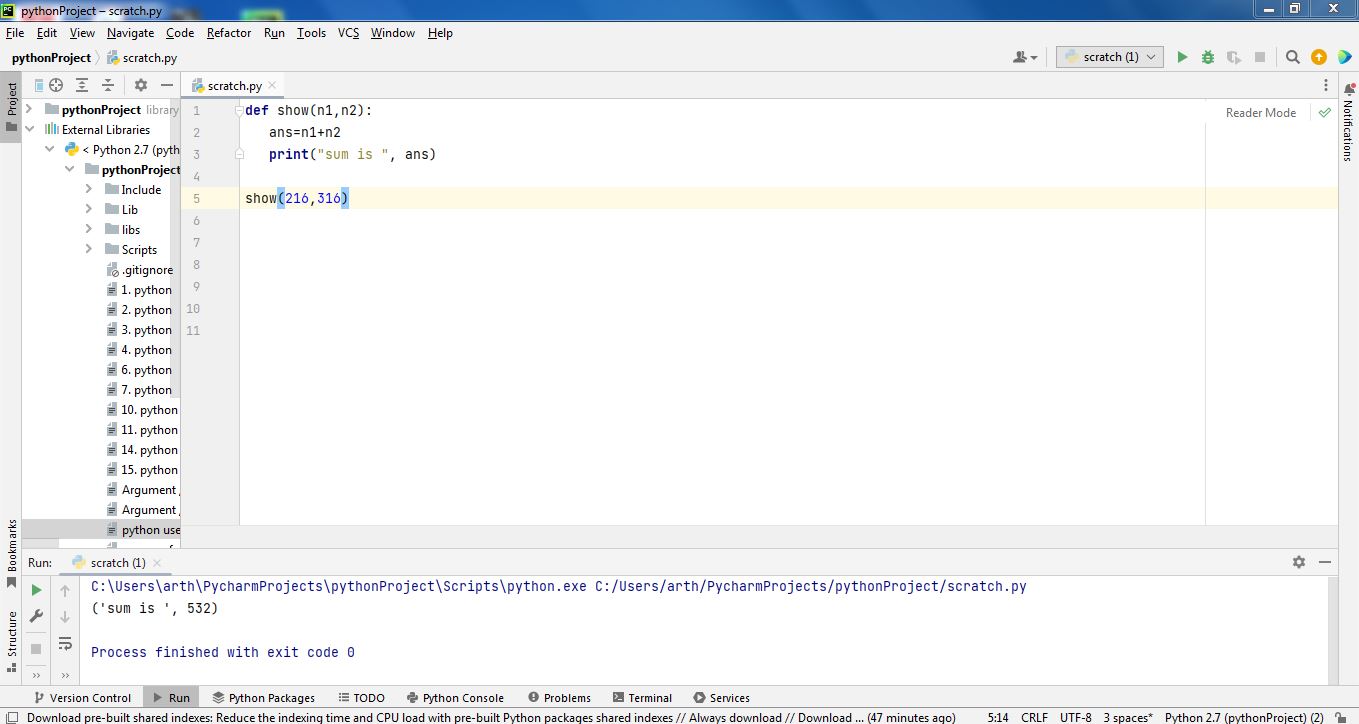 PC pythonProject – scratch.py
File Edit View Navigate Code Refactor Run Tools VCS Window Help
pythonProject scratch.py scratch (1)
Project
scratch.py
pythonProject library
External Libraries
< Python 2.7 (pyth
pythonProject
Include
Lib
libs
Scripts
.gitignore
1. python
2. python
3. python
4. python
6. python
7. python
10. python
11. python
14. python
15. python
Argument
Argument
python use
1 def show(n1,n2):
2 ans=n1+n2
3 print("sum is ", ans)
4
5 show(216,316)
6
7
8
9
10
11
Reader Mode
Notifications
Bookmarks
Structure
Run: scratch (1)
C:\Users\arth\PycharmProjects\pythonProject\Scripts\python.exe C:/Users/arth/PycharmProjects/pythonProject/scratch.py
('sum is ', 532)
Process finished with exit code 0
Version Control Run Python Packages TODO Python Console Problems Terminal Services
Download pre-built shared indexes: Reduce the indexing time and CPU load with pre-built Python packages shared indexes // Always download // Download ... (47 minutes ago) 5:14 CRLF UTF-8 3 spaces* Python 2.7 (pythonProject) (2)